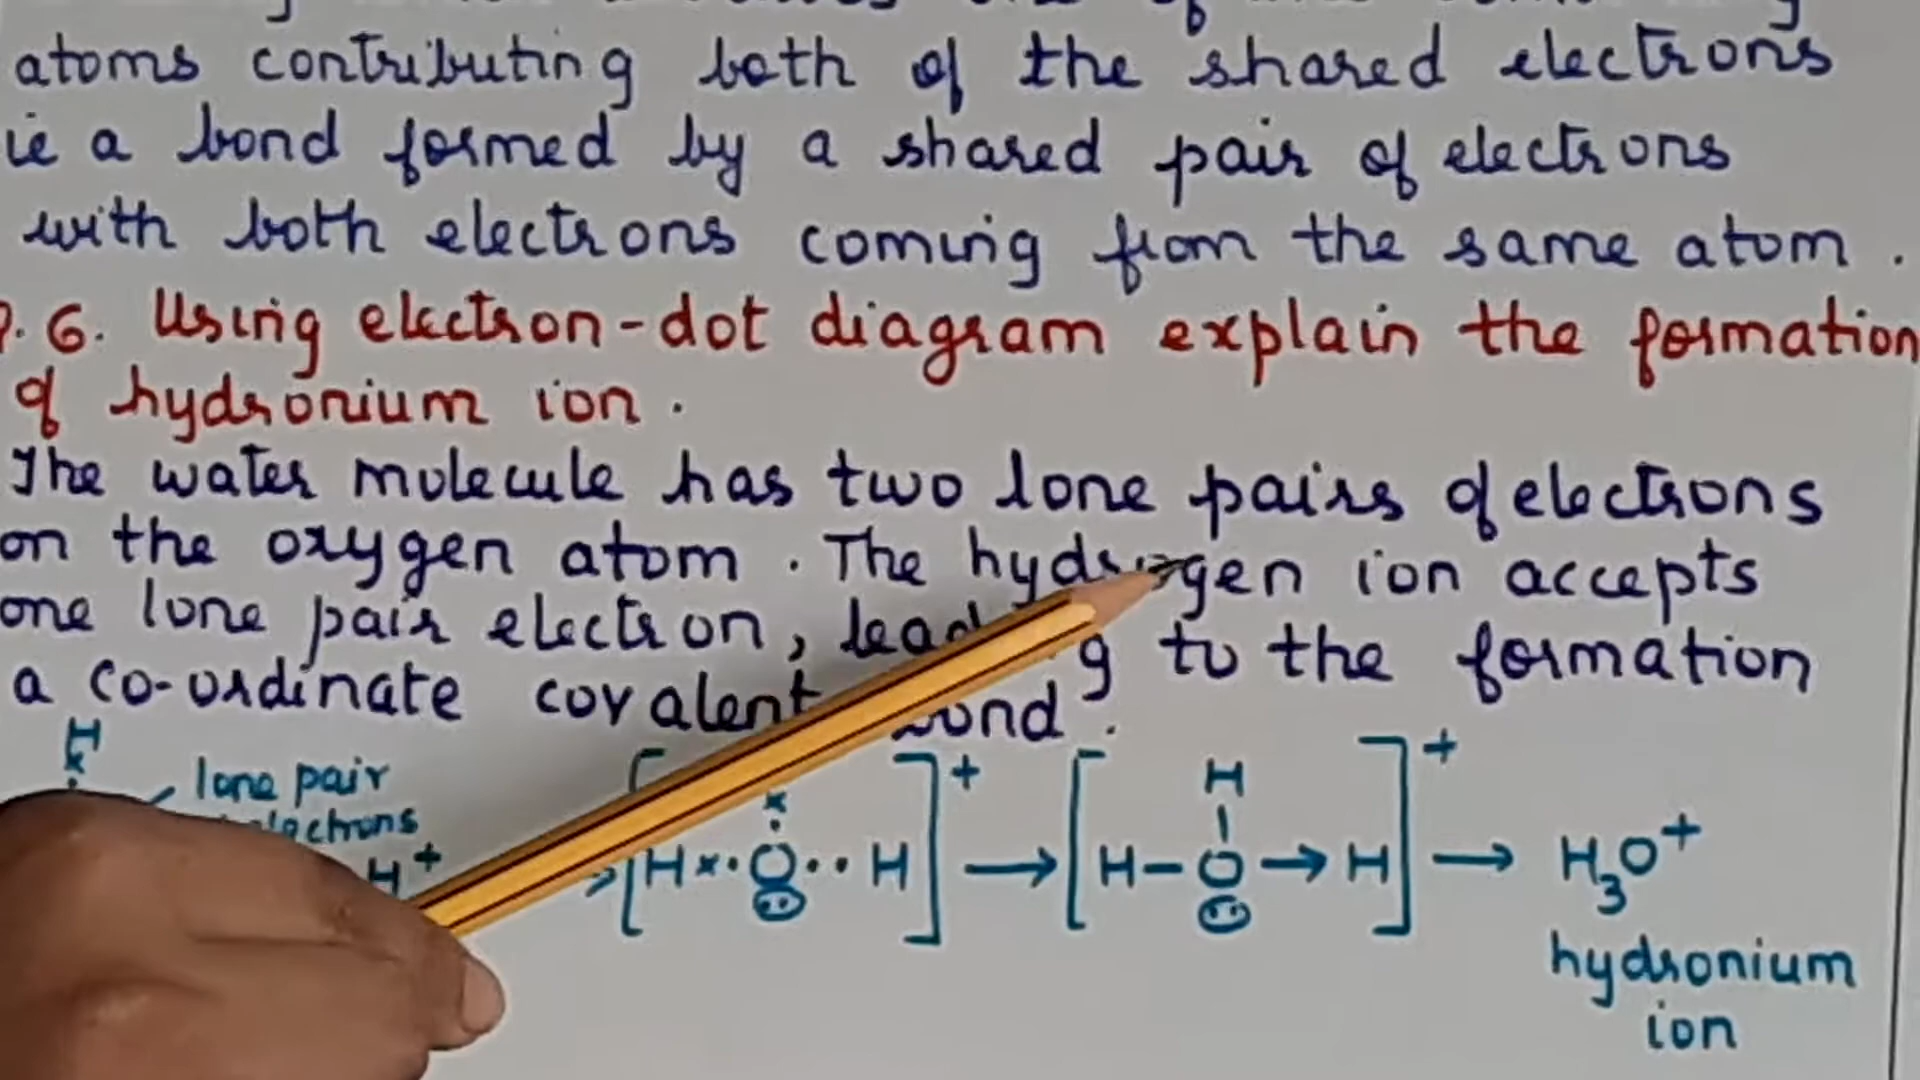 atoms contributing both of the shared electrons
ie a bond formed by a shared pair of electrons
with both electrons coming from the same atom.
6. Using electron-dot diagram explain the formation
of hydronium ion.
The water molecule has two lone pairs of electrons
on the oxygen atom. The hydrogen ion accepts
one lone pair electron, leading to the formation
a co-ordinate covalent bond.
H
lone pair
electrons
H+
[H x· O ·· H]+ → [H-O→H]+ → H3O+
H
hydronium
ion